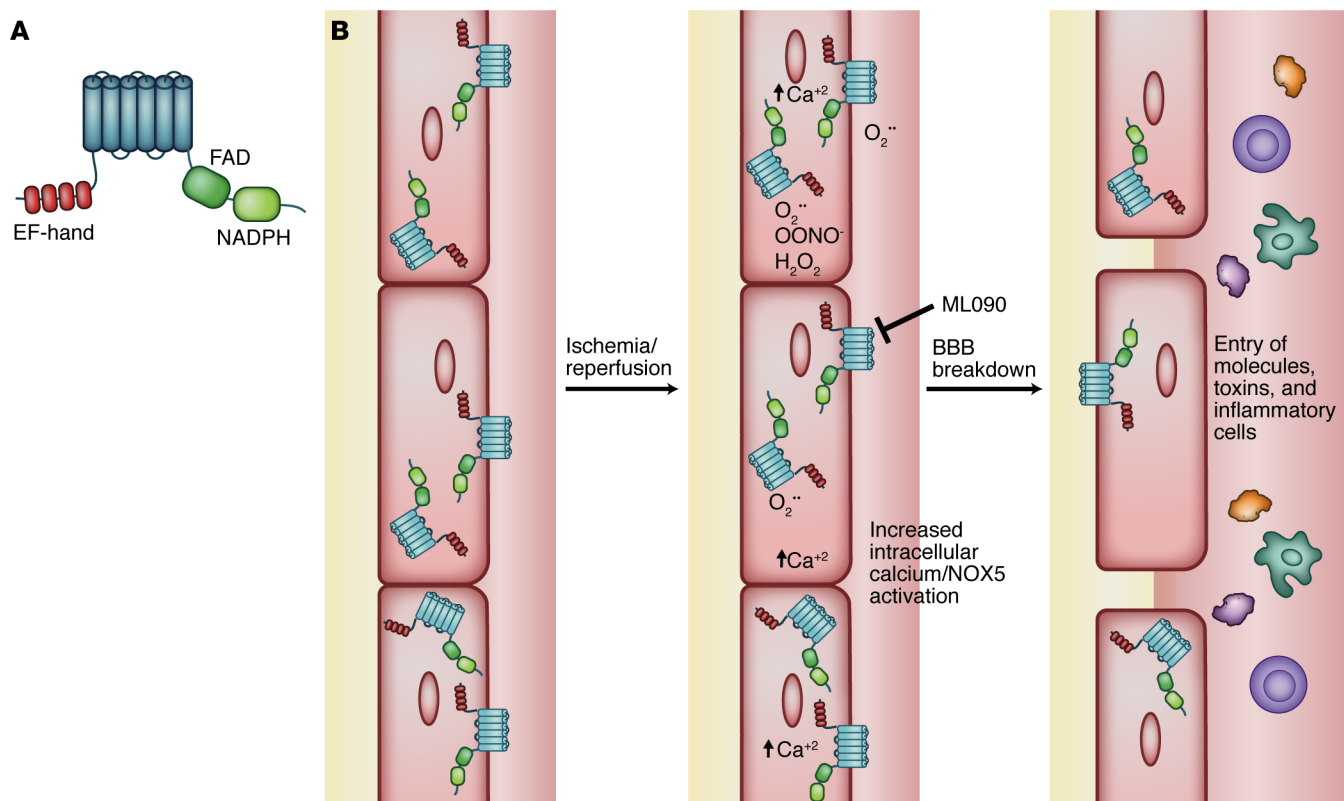 A
FAD
EF-hand
NADPH
B
Ischemia/
reperfusion
↑Ca⁺²
O₂··
O₂··
OONO⁻
H₂O₂
ML090
O₂··
↑Ca⁺²
Increased
intracellular
calcium/NOX5
activation
↑Ca⁺²
BBB
breakdown
Entry of
molecules,
toxins, and
inflammatory
cells